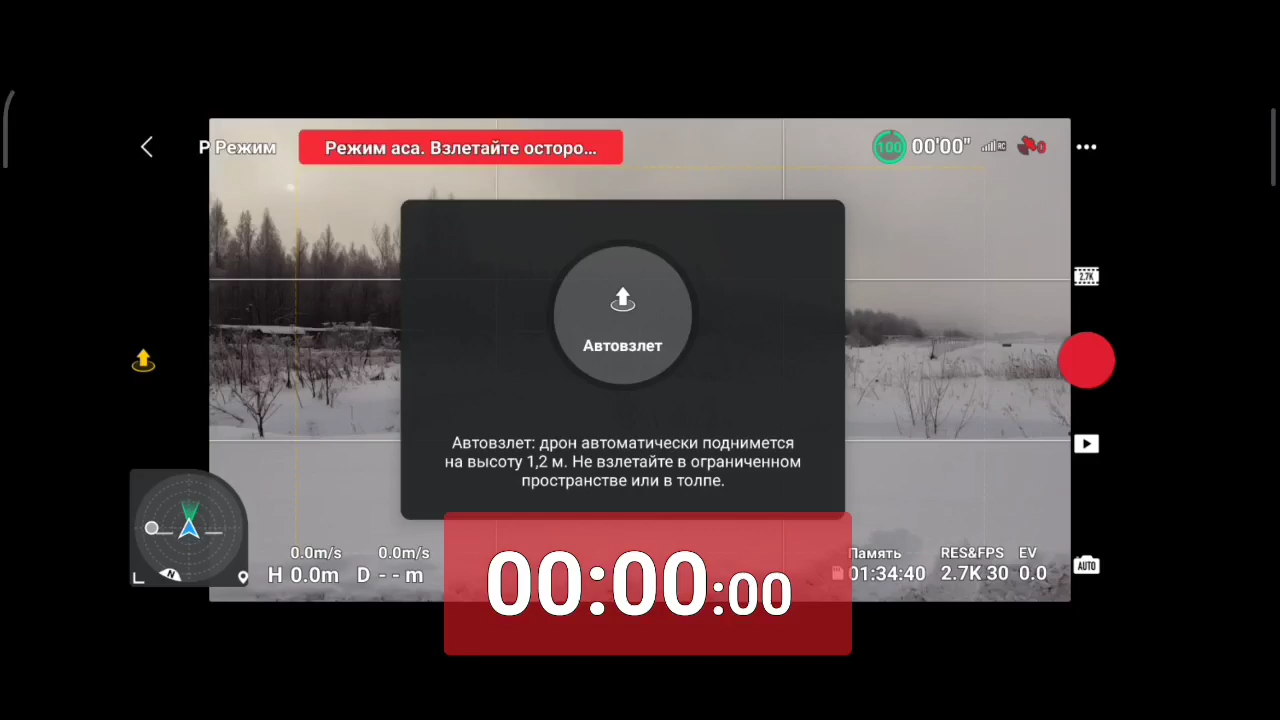 Р Режим
Режим аса. Взлетайте осторо...
100
00'00"
RC
0
2.7K
Автовзлет
Автовзлет: дрон автоматически поднимется
на высоту 1,2 м. Не взлетайте в ограниченном
пространстве или в толпе.
N
0.0m/s 0.0m/s
H 0.0m D - - m
00:00:00
Память RES&FPS EV
01:34:40 2.7K 30 0.0
AUTO